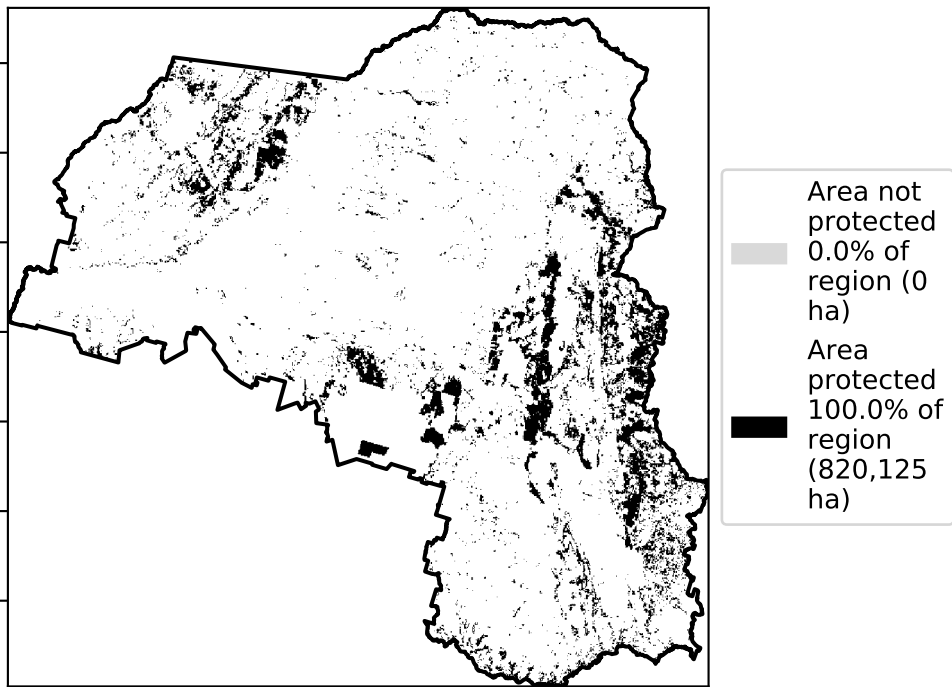 Area not
protected
0.0% of
region (0
ha)
Area
protected
100.0% of
region
(820,125
ha)